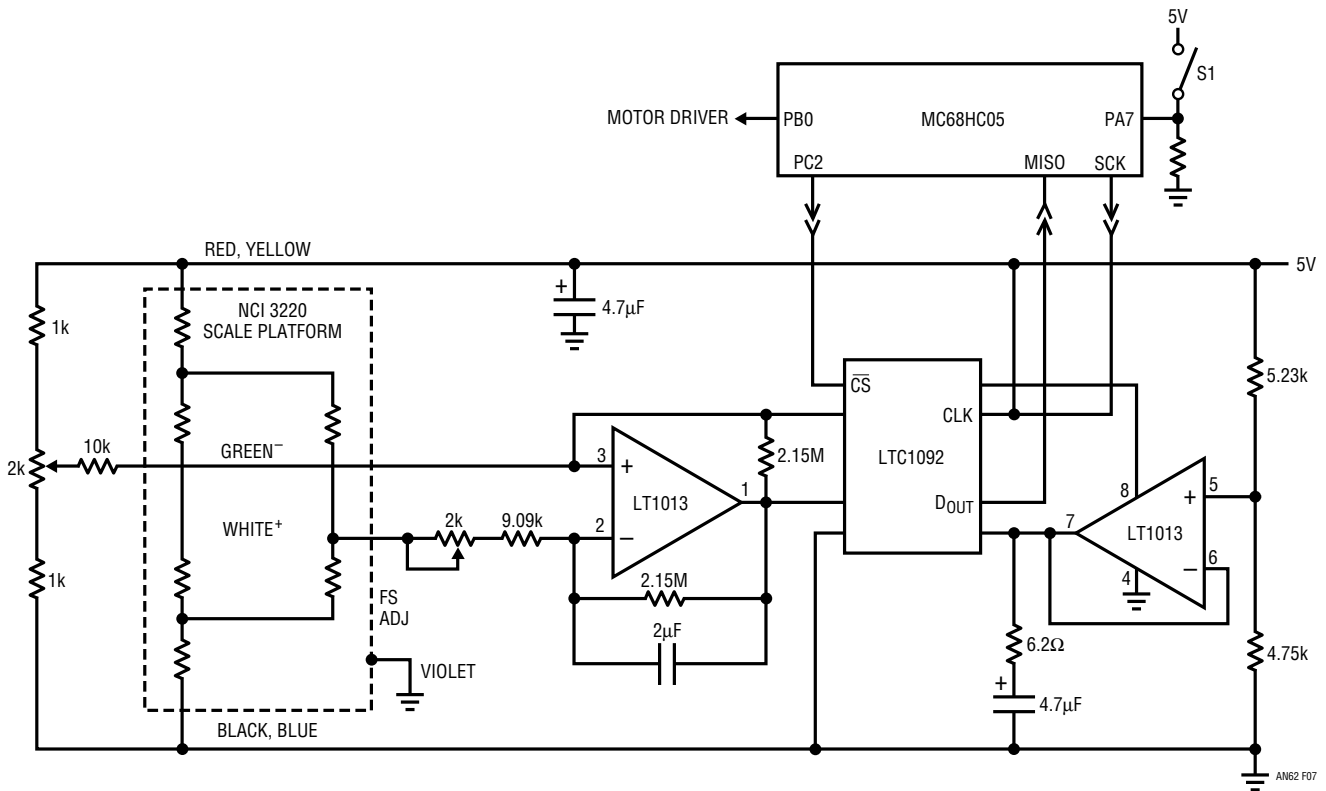 5V
S1
MOTOR DRIVER
PB0
MC68HC05
PA7
PC2
MISO
SCK
RED, YELLOW
5V
NCI 3220
SCALE PLATFORM
1k
+
4.7µF
CS
CLK
5.23k
10k
GREEN–
2k
3
+
2.15M
LTC1092
1
LT1013
DOUT
8
5
+
7
LT1013
WHITE+
2k
9.09k
2
–
4
6
–
1k
FS
ADJ
2.15M
2µF
6.2Ω
4.75k
VIOLET
+
4.7µF
BLACK, BLUE
AN62 F07